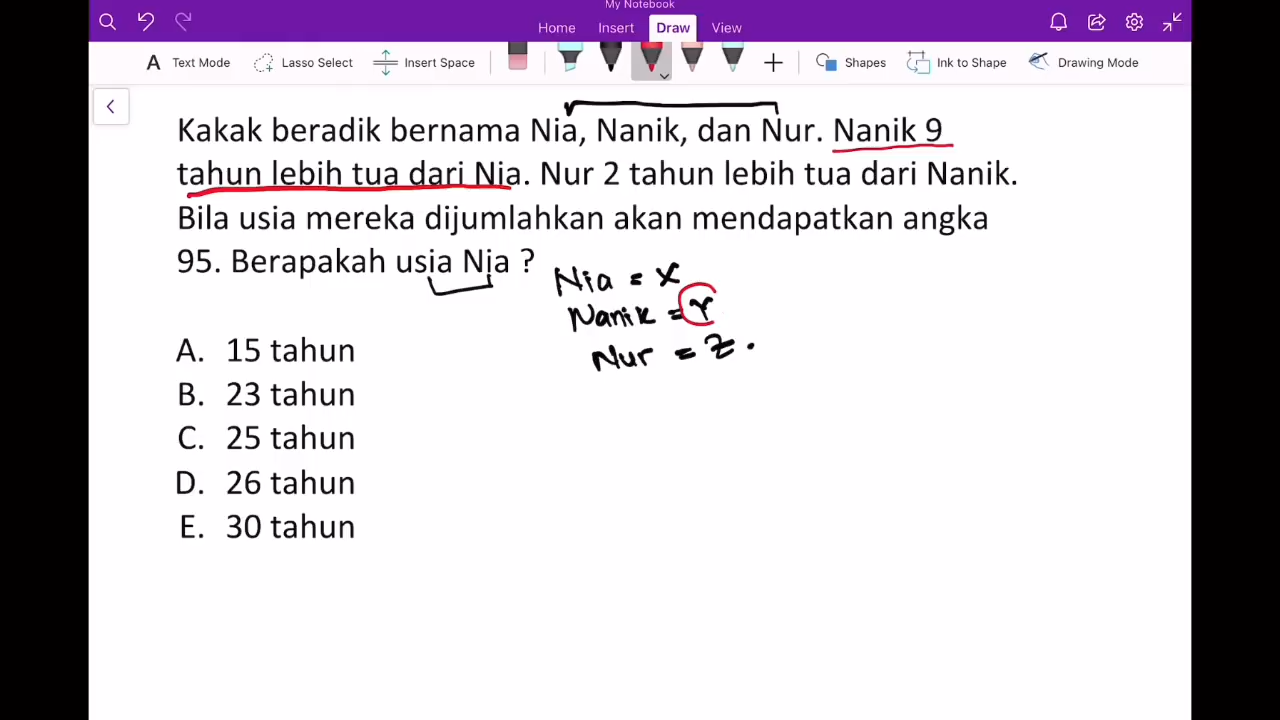 My Notebook
Home Insert Draw View
Text Mode Lasso Select Insert Space Shapes Ink to Shape Drawing Mode
Kakak beradik bernama Nia, Nanik, dan Nur. Nanik 9
tahun lebih tua dari Nia. Nur 2 tahun lebih tua dari Nanik.
Bila usia mereka dijumlahkan akan mendapatkan angka
95. Berapakah usia Nia ?
Nia = x
Nanik = Y
Nur = Z.
A. 15 tahun
B. 23 tahun
C. 25 tahun
D. 26 tahun
E. 30 tahun